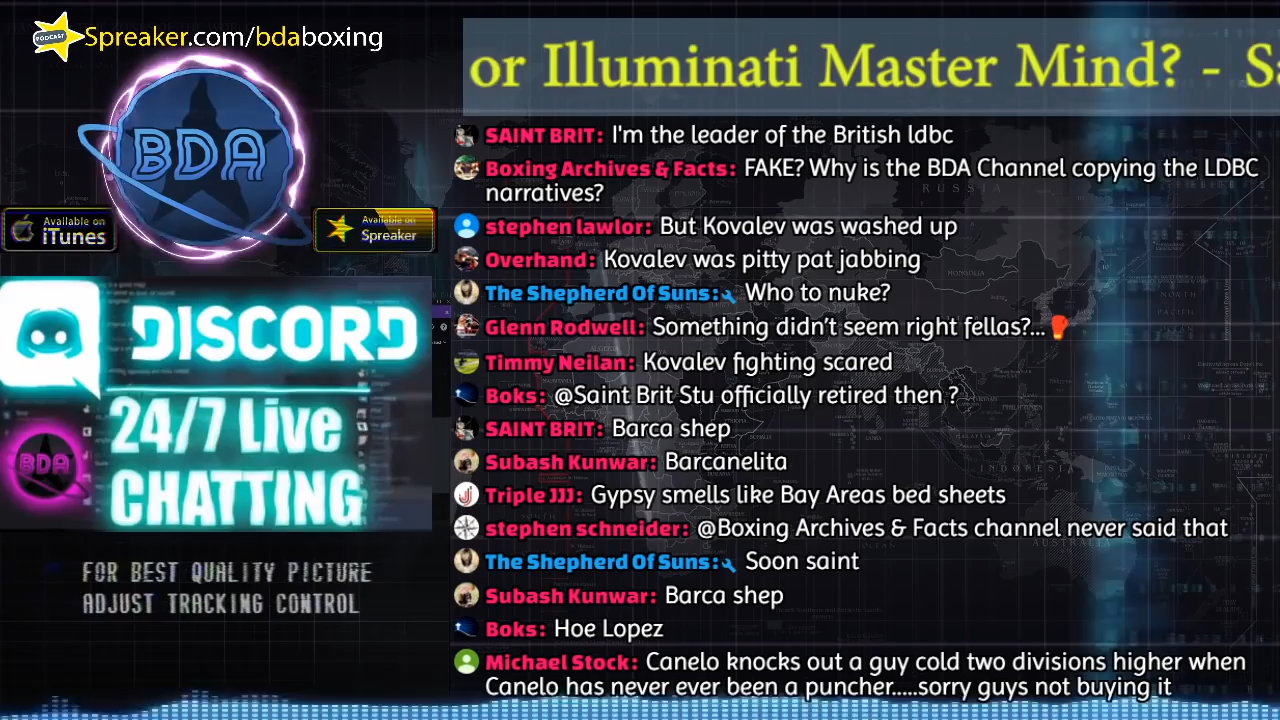 PODCAST
Spreaker.com/bdaboxing
BDA
Available on
iTunes
Available on
Spreaker
DISCORD
24/7 Live
BDA
CHATTING
FOR BEST QUALITY PICTURE
ADJUST TRACKING CONTROL
or Illuminati Master Mind? - S
SAINT BRIT: I'm the leader of the British ldbc
Boxing Archives & Facts: FAKE? Why is the BDA Channel copying the LDBC
narratives?
stephen lawlor: But Kovalev was washed up
Overhand: Kovalev was pitty pat jabbing
The Shepherd Of Suns: Who to nuke?
Glenn Rodwell: Something didn't seem right fellas?...🥊
Timmy Neilan: Kovalev fighting scared
Boks: @Saint Brit Stu officially retired then ?
SAINT BRIT: Barca shep
Subash Kunwar: Barcanelita
Triple JJJ: Gypsy smells like Bay Areas bed sheets
stephen schneider: @Boxing Archives & Facts channel never said that
The Shepherd Of Suns: Soon saint
Subash Kunwar: Barca shep
Boks: Hoe Lopez
Michael Stock: Canelo knocks out a guy cold two divisions higher when
Canelo has never ever been a puncher.....sorry guys not buying it
RUSSIA
MONGOLIA
INDONESIA